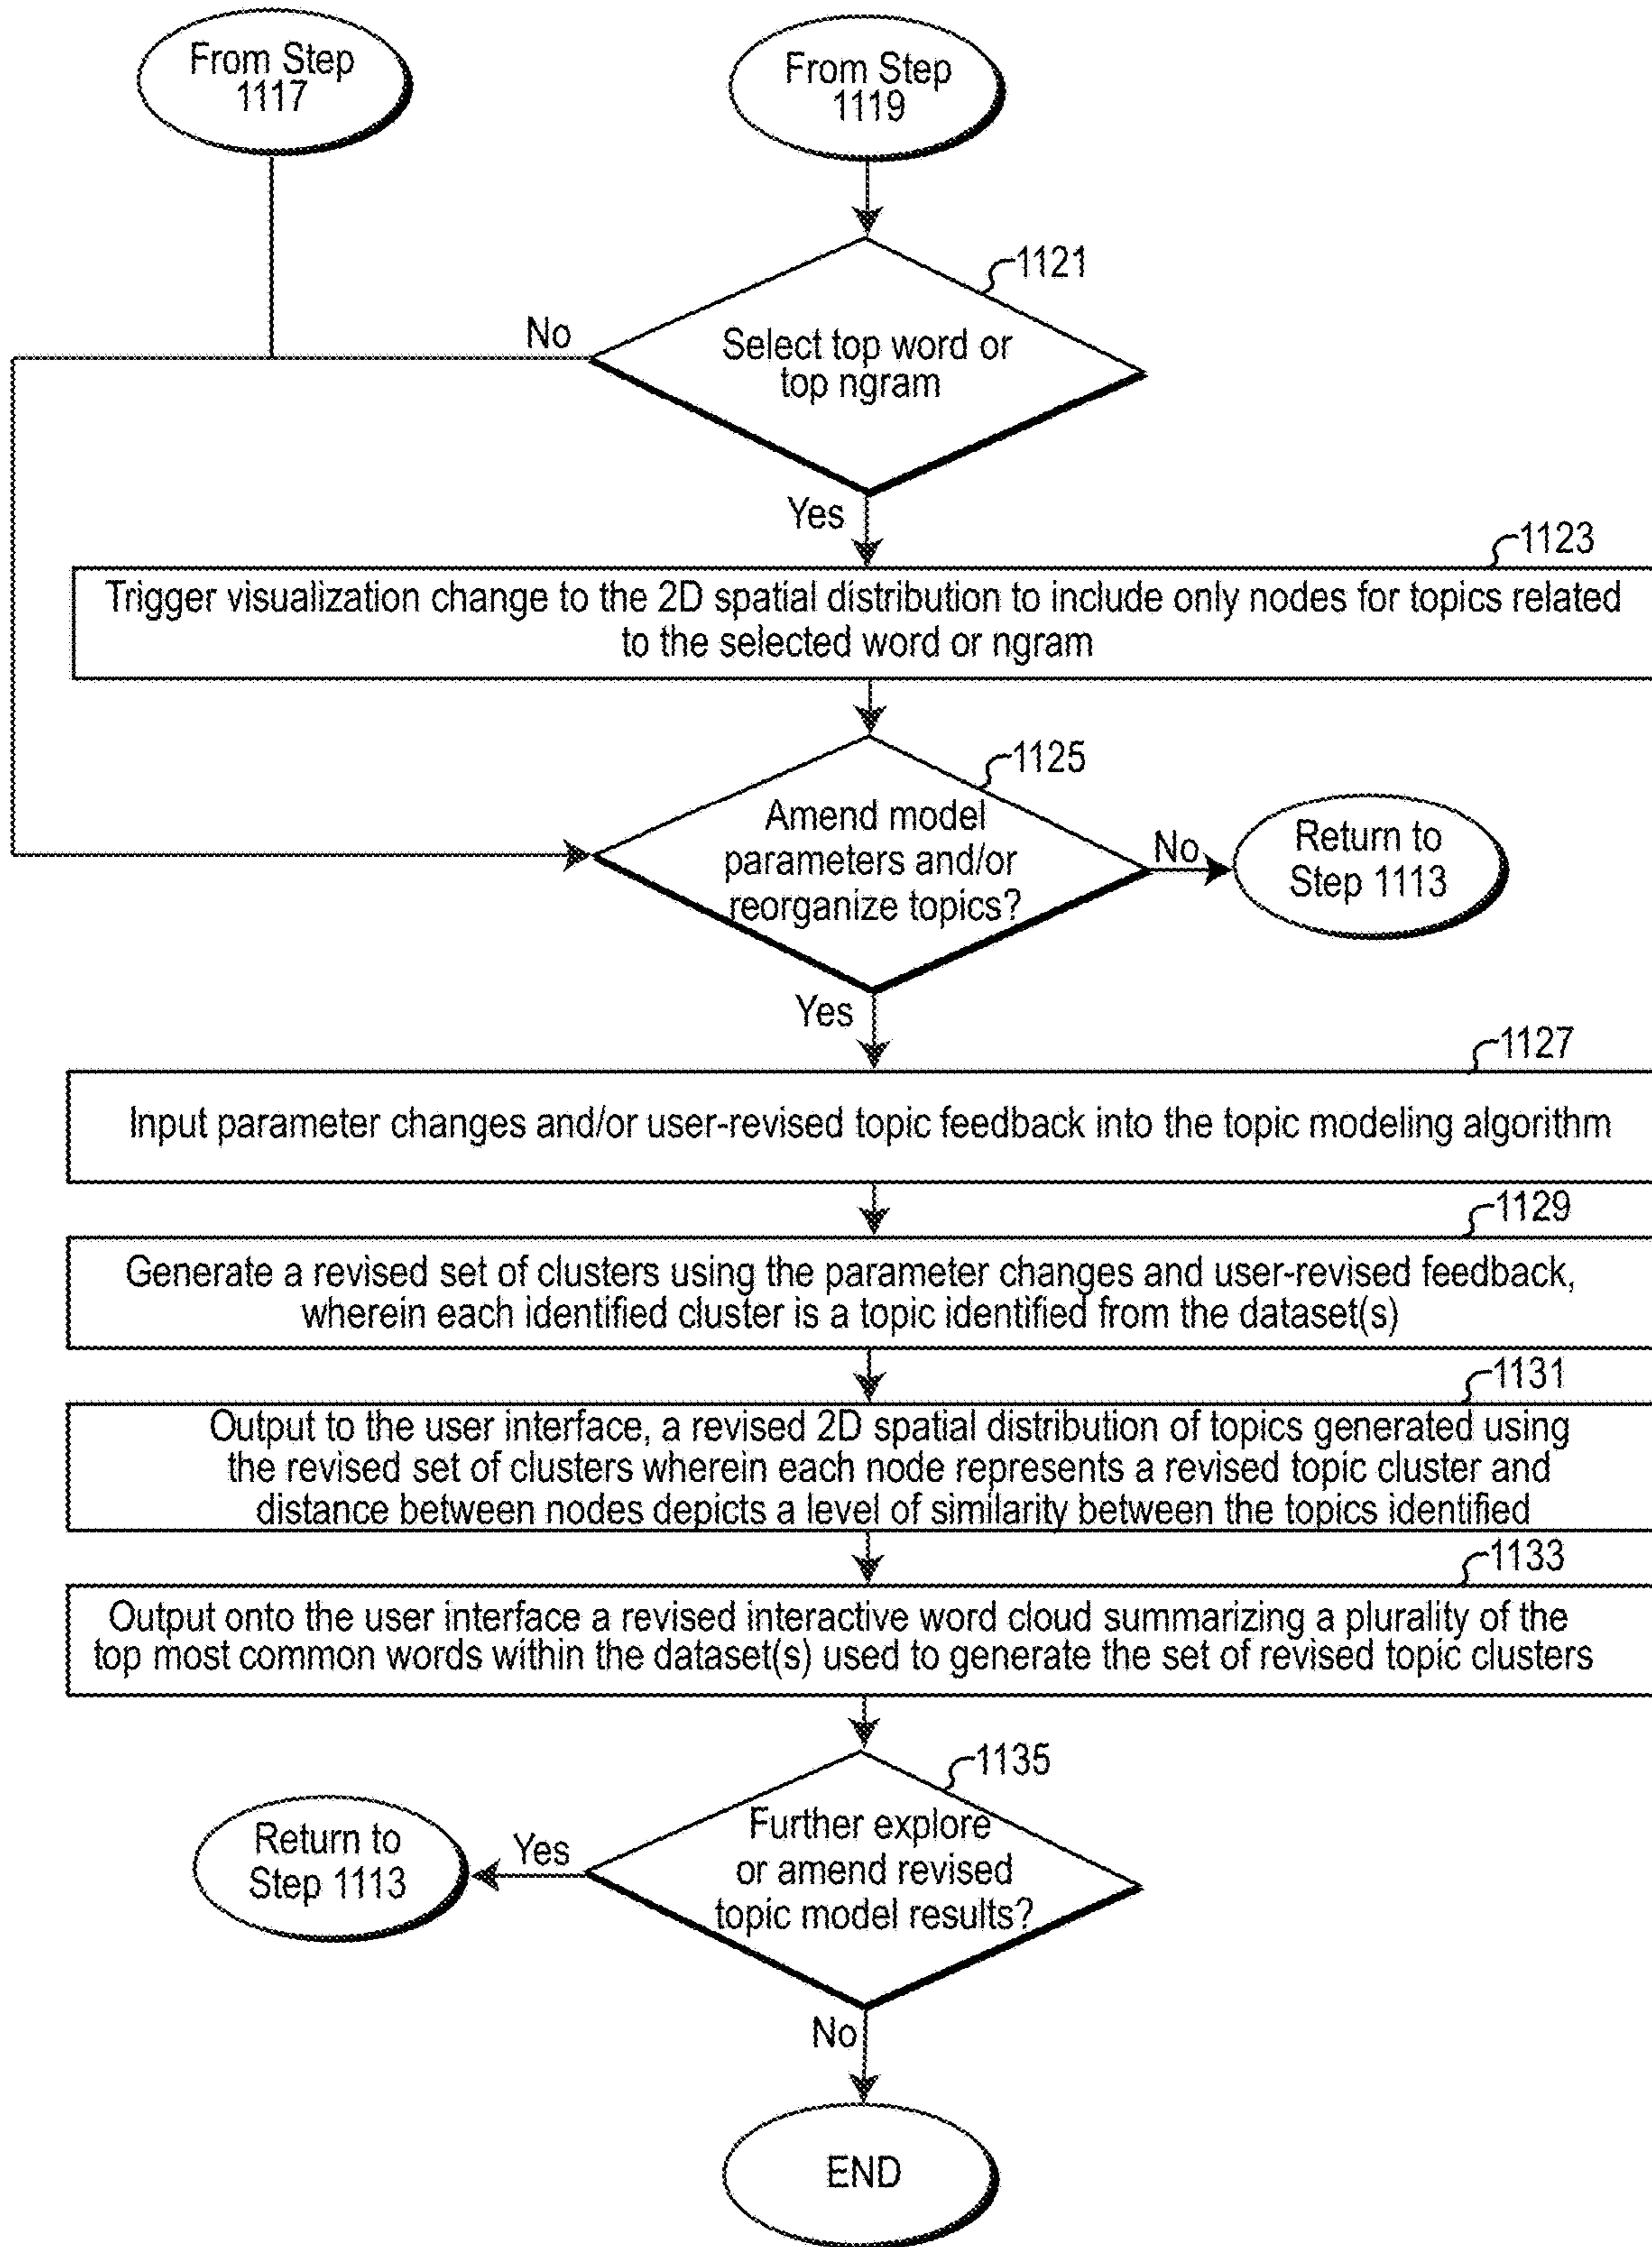 From Step
1117
From Step
1119
1121
No
Select top word or
top ngram
Yes
1123
Trigger visualization change to the 2D spatial distribution to include only nodes for topics related
to the selected word or ngram
1125
Amend model
parameters and/or
reorganize topics?
No
Return to
Step 1113
Yes
1127
Input parameter changes and/or user-revised topic feedback into the topic modeling algorithm
1129
Generate a revised set of clusters using the parameter changes and user-revised feedback,
wherein each identified cluster is a topic identified from the dataset(s)
1131
Output to the user interface, a revised 2D spatial distribution of topics generated using
the revised set of clusters wherein each node represents a revised topic cluster and
distance between nodes depicts a level of similarity between the topics identified
1133
Output onto the user interface a revised interactive word cloud summarizing a plurality of the
top most common words within the dataset(s) used to generate the set of revised topic clusters
1135
Further explore
or amend revised
topic model results?
Yes
Return to
Step 1113
No
END